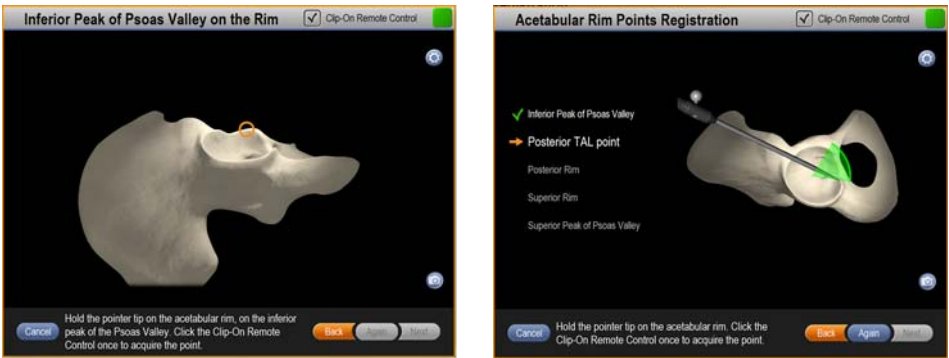 Inferior Peak of Psoas Valley on the Rim
Clip-On Remote Control
Hold the pointer tip on the acetabular rim, on the inferior
peak of the Psoas Valley. Click the Clip-On Remote
Control once to acquire the point.
Cancel
Back
Again
Next
Acetabular Rim Points Registration
Clip-On Remote Control
Inferior Peak of Psoas Valley
Posterior TAL point
Posterior Rim
Superior Rim
Superior Peak of Psoas Valley
Hold the pointer tip on the acetabular rim. Click the
Clip-On Remote Control once to acquire the point.
Cancel
Back
Again
Next